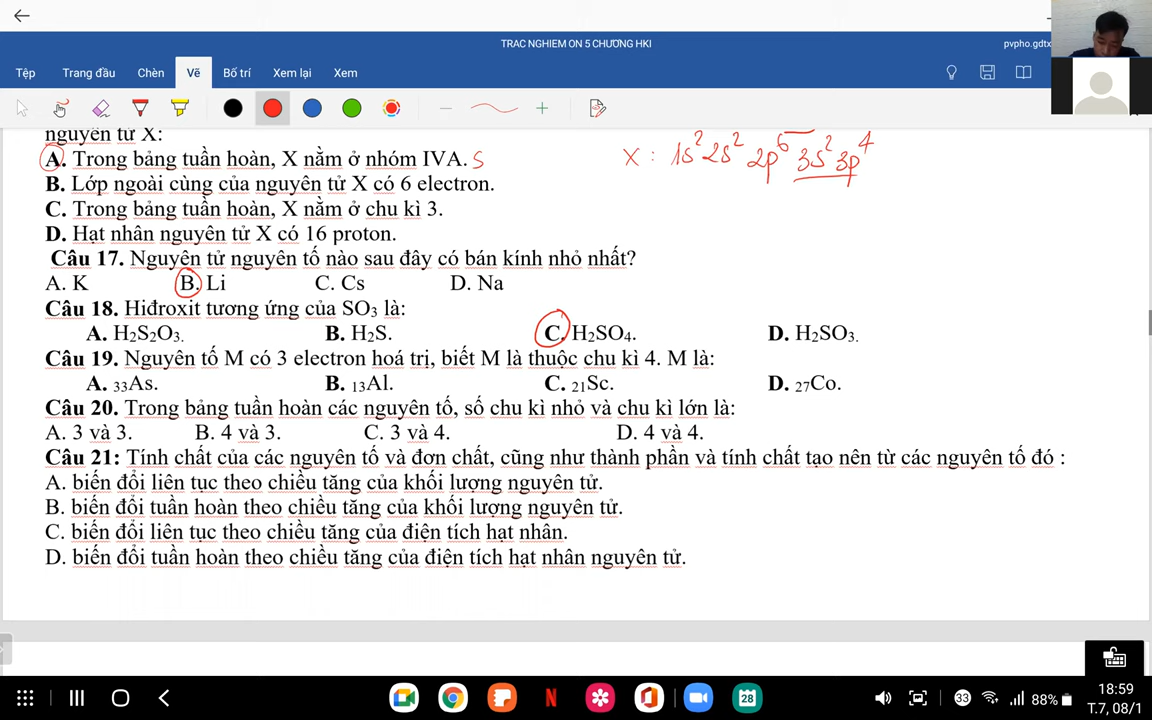 TRAC NGHIEM ON 5 CHƯƠNG HKI
pvpho.gdtx
Tệp Trang đầu Chèn Vẽ Bố trí Xem lại Xem
nguyên tử X:
A. Trong bảng tuần hoàn, X nằm ở nhóm IVA. S
X : 1s² 2s² 2p⁶ 3s² 3p⁴
B. Lớp ngoài cùng của nguyên tử X có 6 electron.
C. Trong bảng tuần hoàn, X nằm ở chu kì 3.
D. Hạt nhân nguyên tử X có 16 proton.
Câu 17. Nguyên tử nguyên tố nào sau đây có bán kính nhỏ nhất?
A. K B. Li C. Cs D. Na
Câu 18. Hiđroxit tương ứng của SO₃ là:
A. H₂S₂O₃. B. H₂S. C. H₂SO₄. D. H₂SO₃.
Câu 19. Nguyên tố M có 3 electron hoá trị, biết M là thuộc chu kì 4. M là:
A. ₃₃As. B. ₁₃Al. C. ₂₁Sc. D. ₂₇Co.
Câu 20. Trong bảng tuần hoàn các nguyên tố, số chu kì nhỏ và chu kì lớn là:
A. 3 và 3. B. 4 và 3. C. 3 và 4. D. 4 và 4.
Câu 21: Tính chất của các nguyên tố và đơn chất, cũng như thành phần và tính chất tạo nên từ các nguyên tố đó :
A. biến đổi liên tục theo chiều tăng của khối lượng nguyên tử.
B. biến đổi tuần hoàn theo chiều tăng của khối lượng nguyên tử.
C. biến đổi liên tục theo chiều tăng của điện tích hạt nhân.
D. biến đổi tuần hoàn theo chiều tăng của điện tích hạt nhân nguyên tử.
N 28 33 88% 18:59
T.7, 08/1